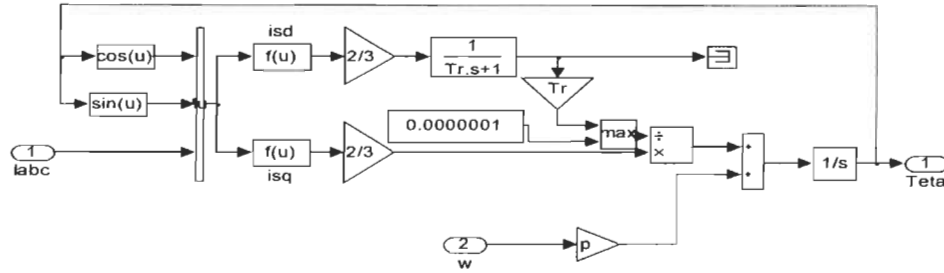 isd
cos(u)
f(u)
2/3
1
Tr.s+1
Tr
sin(u)
0.0000001
max
÷
×
1
Iabc
f(u)
2/3
isq
1/s
1
Teta
2
w
p